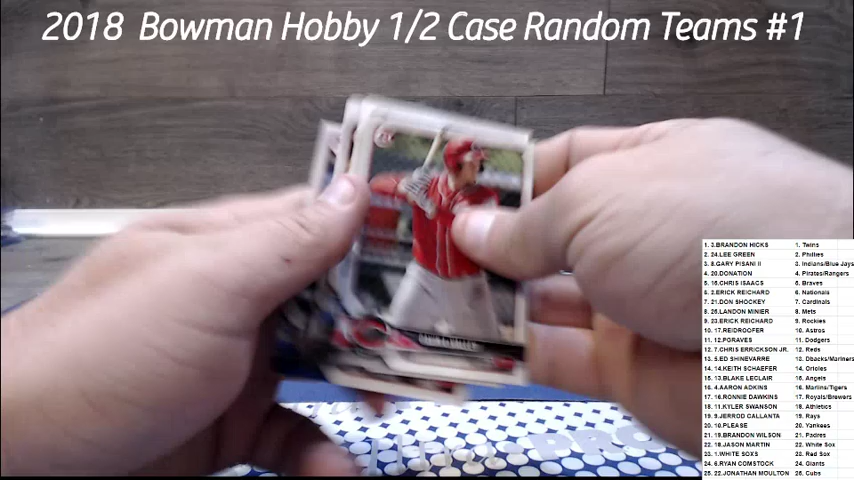 2018 Bowman Hobby 1/2 Case Random Teams #1
1. 3.BRANDON HICKS 1. Twins
2. 24.LEE GREEN 2. Phillies
3. 8.GARY PISANI II 3. Indians/Blue Jays
4. 20.DONATION 4. Pirates/Rangers
5. 15.CHRIS ISAACS 5. Braves
6. 2.ERICK REICHARD 6. Nationals
7. 21.DON SHOCKEY 7. Cardinals
8. 25.LANDON MINIER 8. Mets
9. 23.ERICK REICHARD 9. Rockies
10. 17.REIDROOFER 10. Astros
11. 12.PGRAVES 11. Dodgers
12. 7.CHRIS ERRICKSON JR. 12. Reds
13. 5.ED SHINEVARRE 13. Dbacks/Mariners
14. 14.KEITH SCHAEFER 14. Orioles
15. 13.BLAKE LECLAIR 15. Angels
16. 4.AARON ADKINS 16. Marlins/Tigers
17. 16.RONNIE DAWKINS 17. Royals/Brewers
18. 11.KYLER SWANSON 18. Athletics
19. 9.JERROD CALLANTA 19. Rays
20. 10.PLEASE 20. Yankees
21. 19.BRANDON WILSON 21. Padres
22. 18.JASON MARTIN 22. White Sox
23. 1.WHITE SOXS 23. Red Sox
24. 6.RYAN COMSTOCK 24. Giants
25. 22.JONATHAN MOULTON 25. Cubs